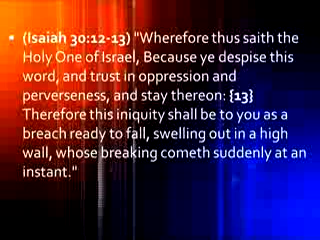 (Isaiah 30:12-13) "Wherefore thus saith the
Holy One of Israel, Because ye despise this
word, and trust in oppression and
perverseness, and stay thereon: {13}
Therefore this iniquity shall be to you as a
breach ready to fall, swelling out in a high
wall, whose breaking cometh suddenly at an
instant."